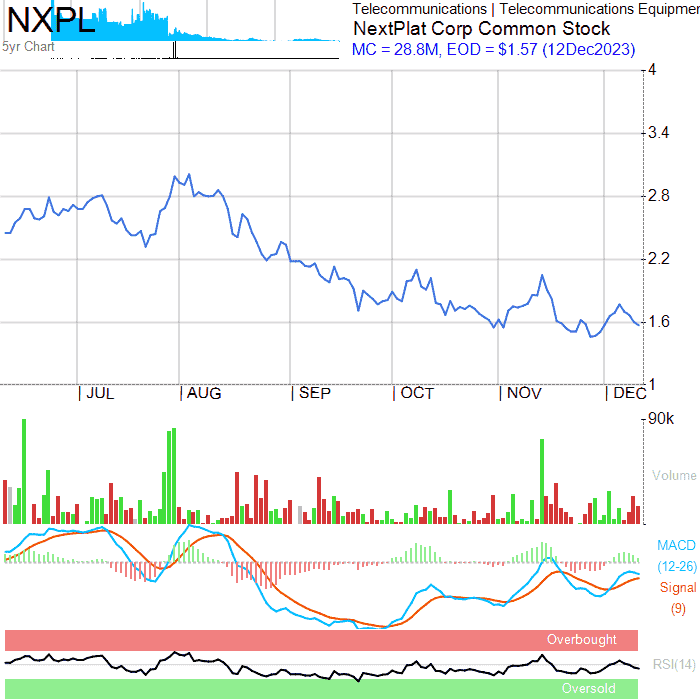 NXPL
5yr Chart
Telecommunications | Telecommunications Equipmen
NextPlat Corp Common Stock
MC = 28.8M, EOD = $1.57 (12Dec2023)
4
3.4
2.8
2.2
1.6
1
JUL AUG SEP OCT NOV DEC
90k
Volume
MACD
(12-26)
Signal
(9)
Overbought
RSI(14)
Oversold